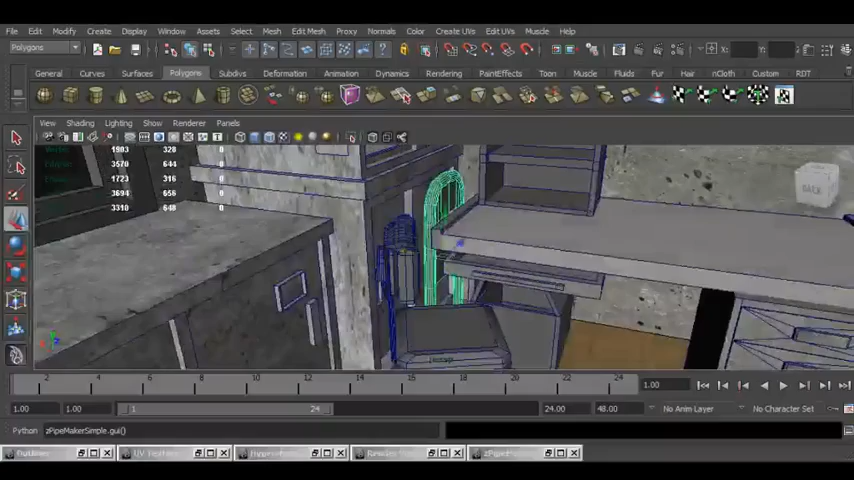 File Edit Modify Create Display Window Assets Select Mesh Edit Mesh Proxy Normals Color Create UVs Edit UVs Muscle Help
Polygons
X: Y:
General Curves Surfaces Polygons Subdivs Deformation Animation Dynamics Rendering PaintEffects Toon Muscle Fluids Fur Hair nCloth Custom RDT
View Shading Lighting Show Renderer Panels
1903 328 0
3570 644 0
1723 316 0
3694 656 0
3310 648 0
BACK
persp
2 4 6 8 10 12 14 16 18 20 22 24 1.00
1.00 1.00 1 24 24.00 48.00 No Anim Layer No Character Set
Python zPipeMakerSimple.gui()